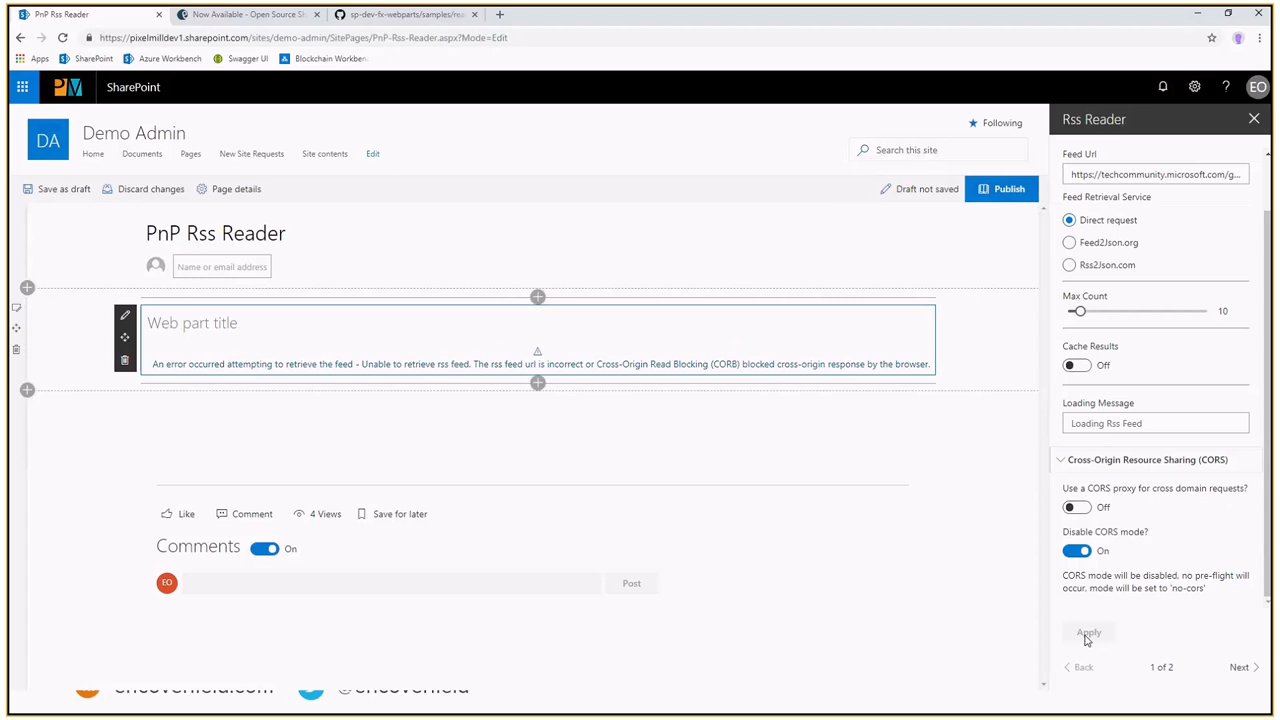 PnP Rss Reader
Now Available - Open Source Sh
sp-dev-fx-webparts/samples/rea
https://pixelmilldev1.sharepoint.com/sites/demo-admin/SitePages/PnP-Rss-Reader.aspx?Mode=Edit
Apps SharePoint Azure Workbench Swagger UI Blockchain Workben
PM SharePoint ? EO
DA Demo Admin
Following
Home Documents Pages New Site Requests Site contents Edit
Search this site
Save as draft Discard changes Page details Draft not saved Publish
PnP Rss Reader
Name or email address
Web part title
An error occurred attempting to retrieve the feed - Unable to retrieve rss feed. The rss feed url is incorrect or Cross-Origin Read Blocking (CORB) blocked cross-origin response by the browser.
Like Comment 4 Views Save for later
Comments On
EO Post
Rss Reader
Feed Url
https://techcommunity.microsoft.com/g...
Feed Retrieval Service
Direct request
Feed2Json.org
Rss2Json.com
Max Count
10
Cache Results
Off
Loading Message
Loading Rss Feed
Cross-Origin Resource Sharing (CORS)
Use a CORS proxy for cross domain requests?
Off
Disable CORS mode?
On
CORS mode will be disabled, no pre-flight will
occur, mode will be set to 'no-cors'
Apply
Back 1 of 2 Next